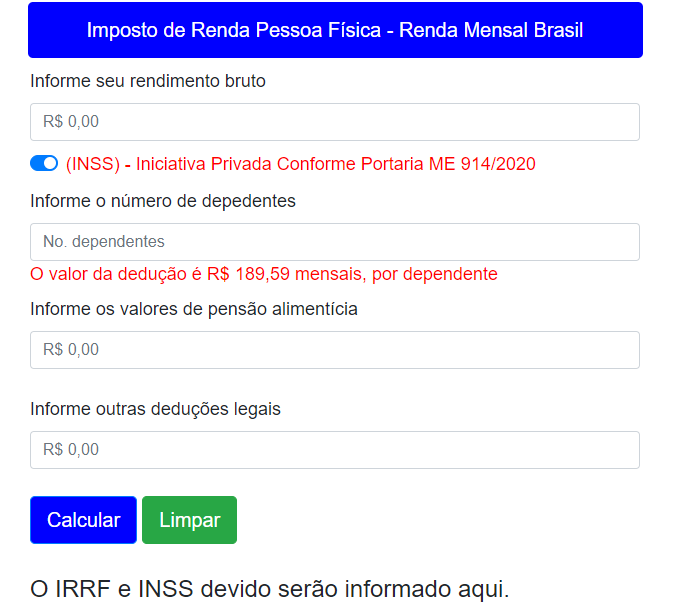 Imposto de Renda Pessoa Física - Renda Mensal Brasil
Informe seu rendimento bruto
R$ 0,00
(INSS) - Iniciativa Privada Conforme Portaria ME 914/2020
Informe o número de depedentes
No. dependentes
O valor da dedução é R$ 189,59 mensais, por dependente
Informe os valores de pensão alimentícia
R$ 0,00
Informe outras deduções legais
R$ 0,00
Calcular Limpar
O IRRF e INSS devido serão informado aqui.